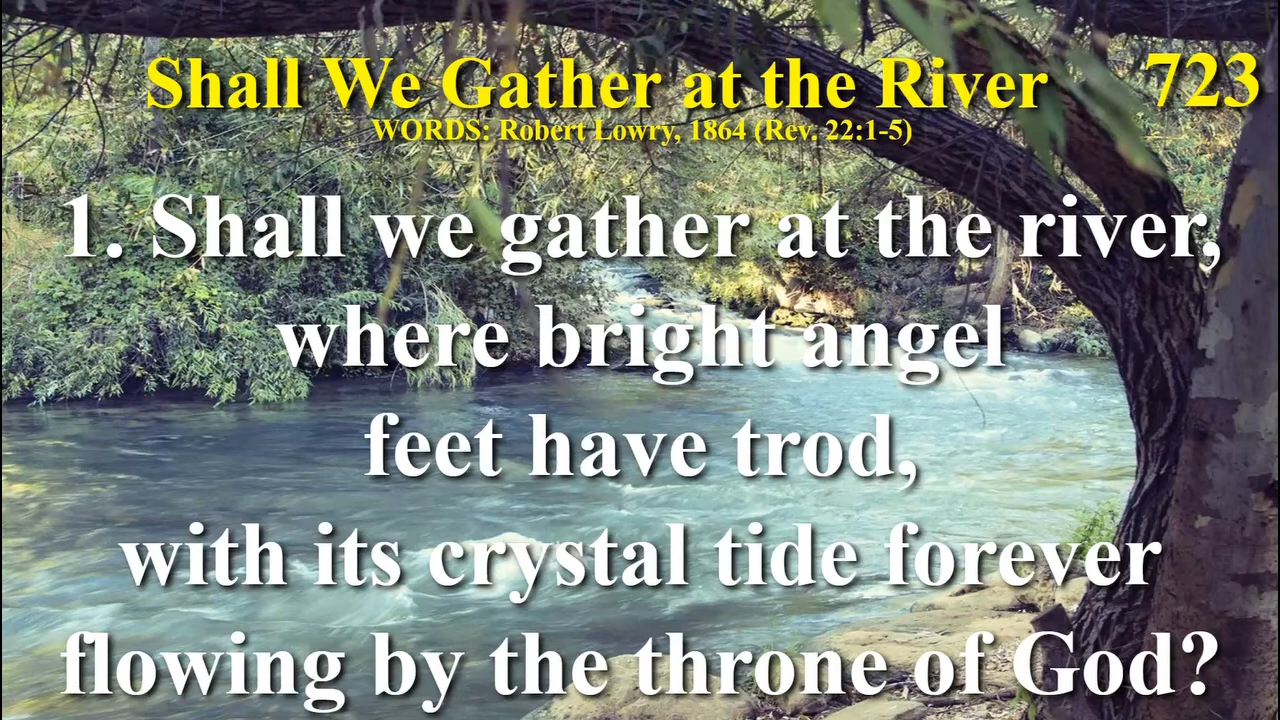 Shall We Gather at the River 723
WORDS: Robert Lowry, 1864 (Rev. 22:1-5)
1. Shall we gather at the river,
where bright angel
feet have trod,
with its crystal tide forever
flowing by the throne of God?